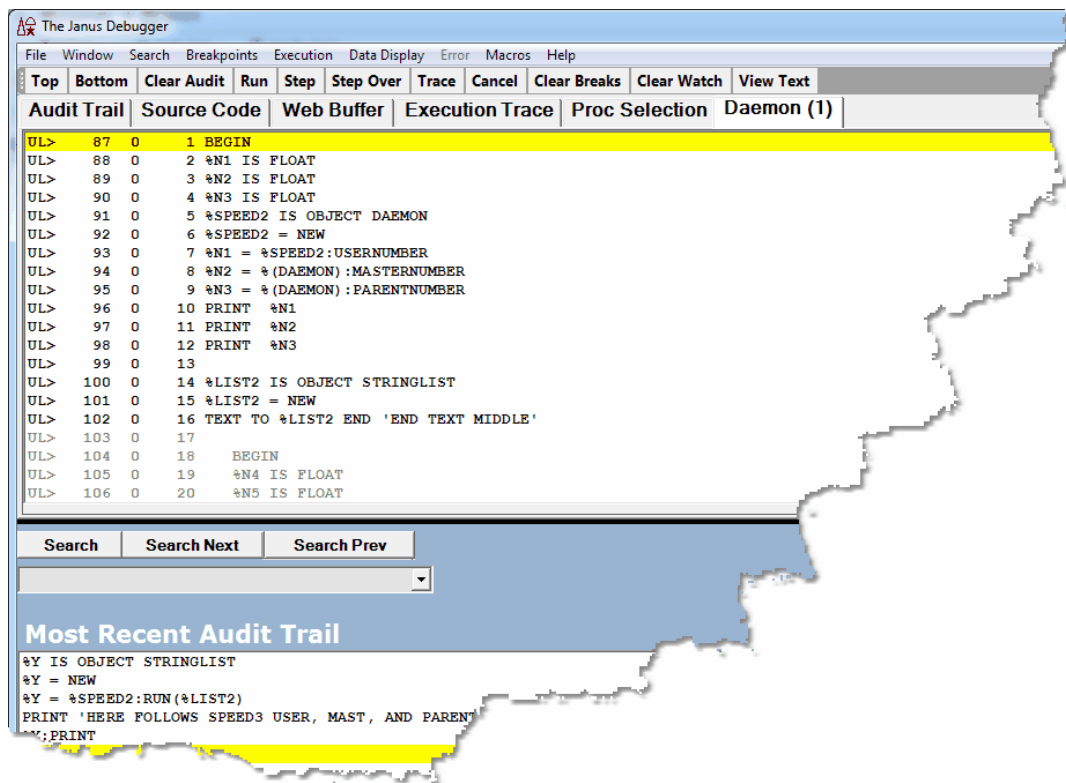 The Janus Debugger
File Window Search Breakpoints Execution Data Display Error Macros Help
Top Bottom Clear Audit Run Step Step Over Trace Cancel Clear Breaks Clear Watch View Text
Audit Trail Source Code Web Buffer Execution Trace Proc Selection Daemon (1)
UL> 87 0 1 BEGIN
UL> 88 0 2 %N1 IS FLOAT
UL> 89 0 3 %N2 IS FLOAT
UL> 90 0 4 %N3 IS FLOAT
UL> 91 0 5 %SPEED2 IS OBJECT DAEMON
UL> 92 0 6 %SPEED2 = NEW
UL> 93 0 7 %N1 = %SPEED2:USERNUMBER
UL> 94 0 8 %N2 = %(DAEMON):MASTERNUMBER
UL> 95 0 9 %N3 = %(DAEMON):PARENTNUMBER
UL> 96 0 10 PRINT %N1
UL> 97 0 11 PRINT %N2
UL> 98 0 12 PRINT %N3
UL> 99 0 13
UL> 100 0 14 %LIST2 IS OBJECT STRINGLIST
UL> 101 0 15 %LIST2 = NEW
UL> 102 0 16 TEXT TO %LIST2 END 'END TEXT MIDDLE'
UL> 103 0 17
UL> 104 0 18 BEGIN
UL> 105 0 19 %N4 IS FLOAT
UL> 106 0 20 %N5 IS FLOAT
Search Search Next Search Prev
Most Recent Audit Trail
%Y IS OBJECT STRINGLIST
%Y = NEW
%Y = %SPEED2:RUN(%LIST2)
PRINT 'HERE FOLLOWS SPEED3 USER, MAST, AND PARENT
%Y;PRINT